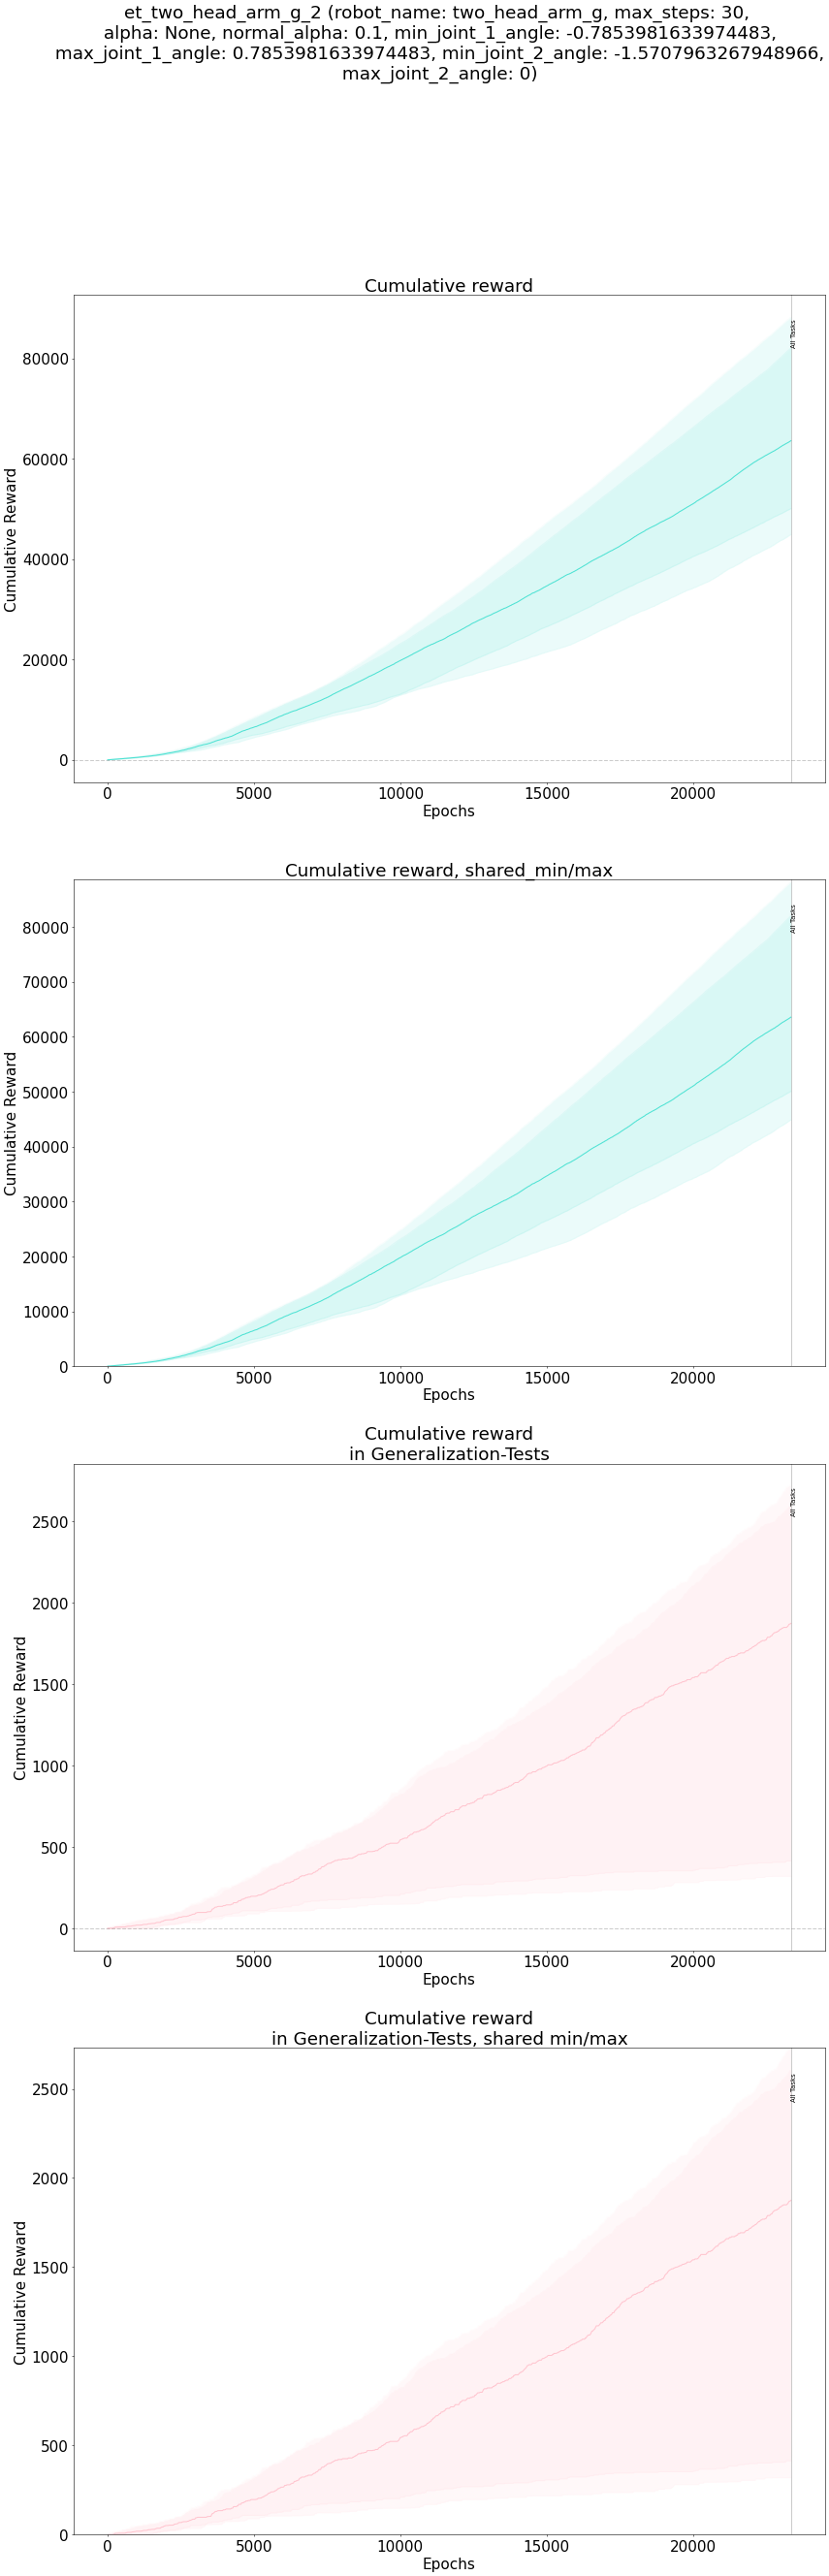 et_two_head_arm_g_2 (robot_name: two_head_arm_g, max_steps: 30,
alpha: None, normal_alpha: 0.1, min_joint_1_angle: -0.7853981633974483,
max_joint_1_angle: 0.7853981633974483, min_joint_2_angle: -1.5707963267948966,
max_joint_2_angle: 0)
Cumulative reward
All Tasks
80000
60000
40000
20000
0
Cumulative Reward
0 5000 10000 15000 20000
Epochs
Cumulative reward, shared_min/max
All Tasks
80000
70000
60000
50000
40000
30000
20000
10000
0
Cumulative Reward
0 5000 10000 15000 20000
Epochs
Cumulative reward
in Generalization-Tests
All Tasks
2500
2000
1500
1000
500
0
Cumulative Reward
0 5000 10000 15000 20000
Epochs
Cumulative reward
in Generalization-Tests, shared min/max
All Tasks
2500
2000
1500
1000
500
0
Cumulative Reward
0 5000 10000 15000 20000
Epochs